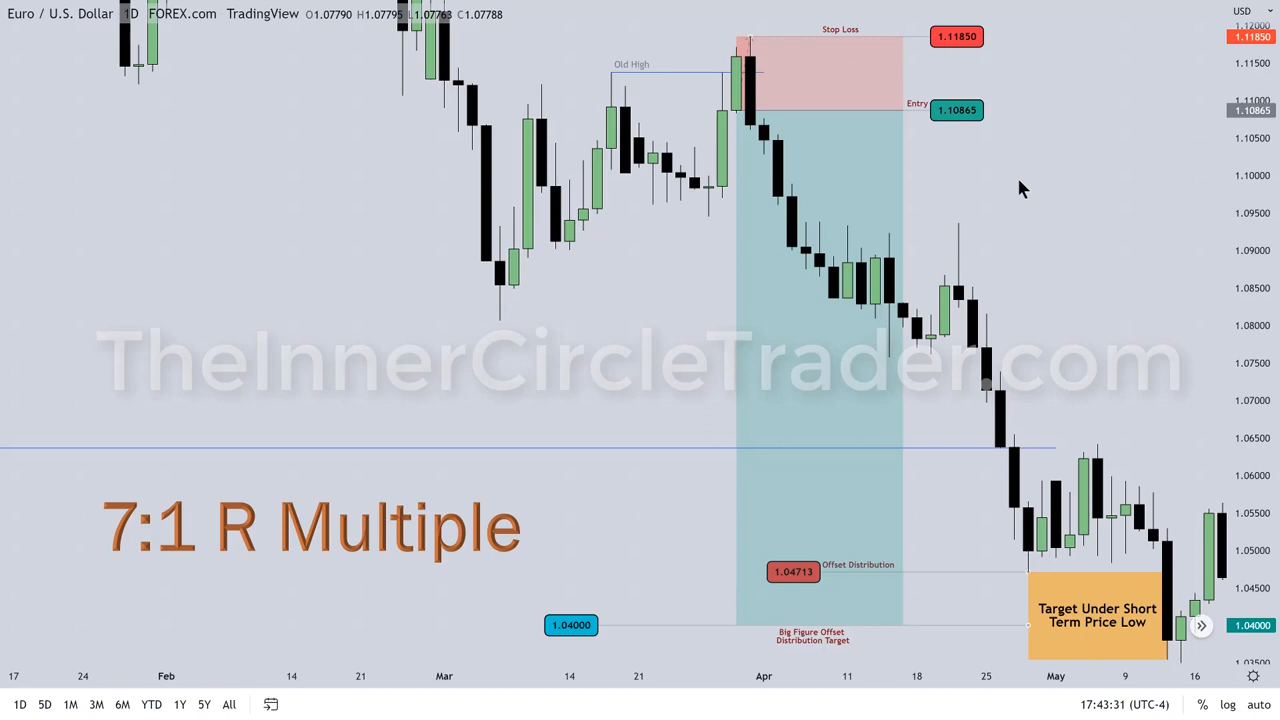 Euro / U.S. Dollar 1D FOREX.com TradingView O1.07790 H1.07795 L1.07763 C1.07788
USD
1.12000
1.11850
Stop Loss
1.11850
1.11500
Old High
1.11000
Entry
1.10865
1.10865
1.10500
1.10000
1.09500
1.09000
1.08500
1.08000
TheInnerCircleTrader.com
1.07500
1.07000
1.06500
1.06000
7:1 R Multiple
1.05500
1.05000
1.04713
Offset Distribution
1.04500
Target Under Short
Term Price Low
1.04000
1.04000
Big Figure Offset
Distribution Target
1.03500
17 24 Feb 14 21 Mar 14 21 Apr 11 18 25 May 9 16
1D 5D 1M 3M 6M YTD 1Y 5Y All
17:43:31 (UTC-4) % log auto